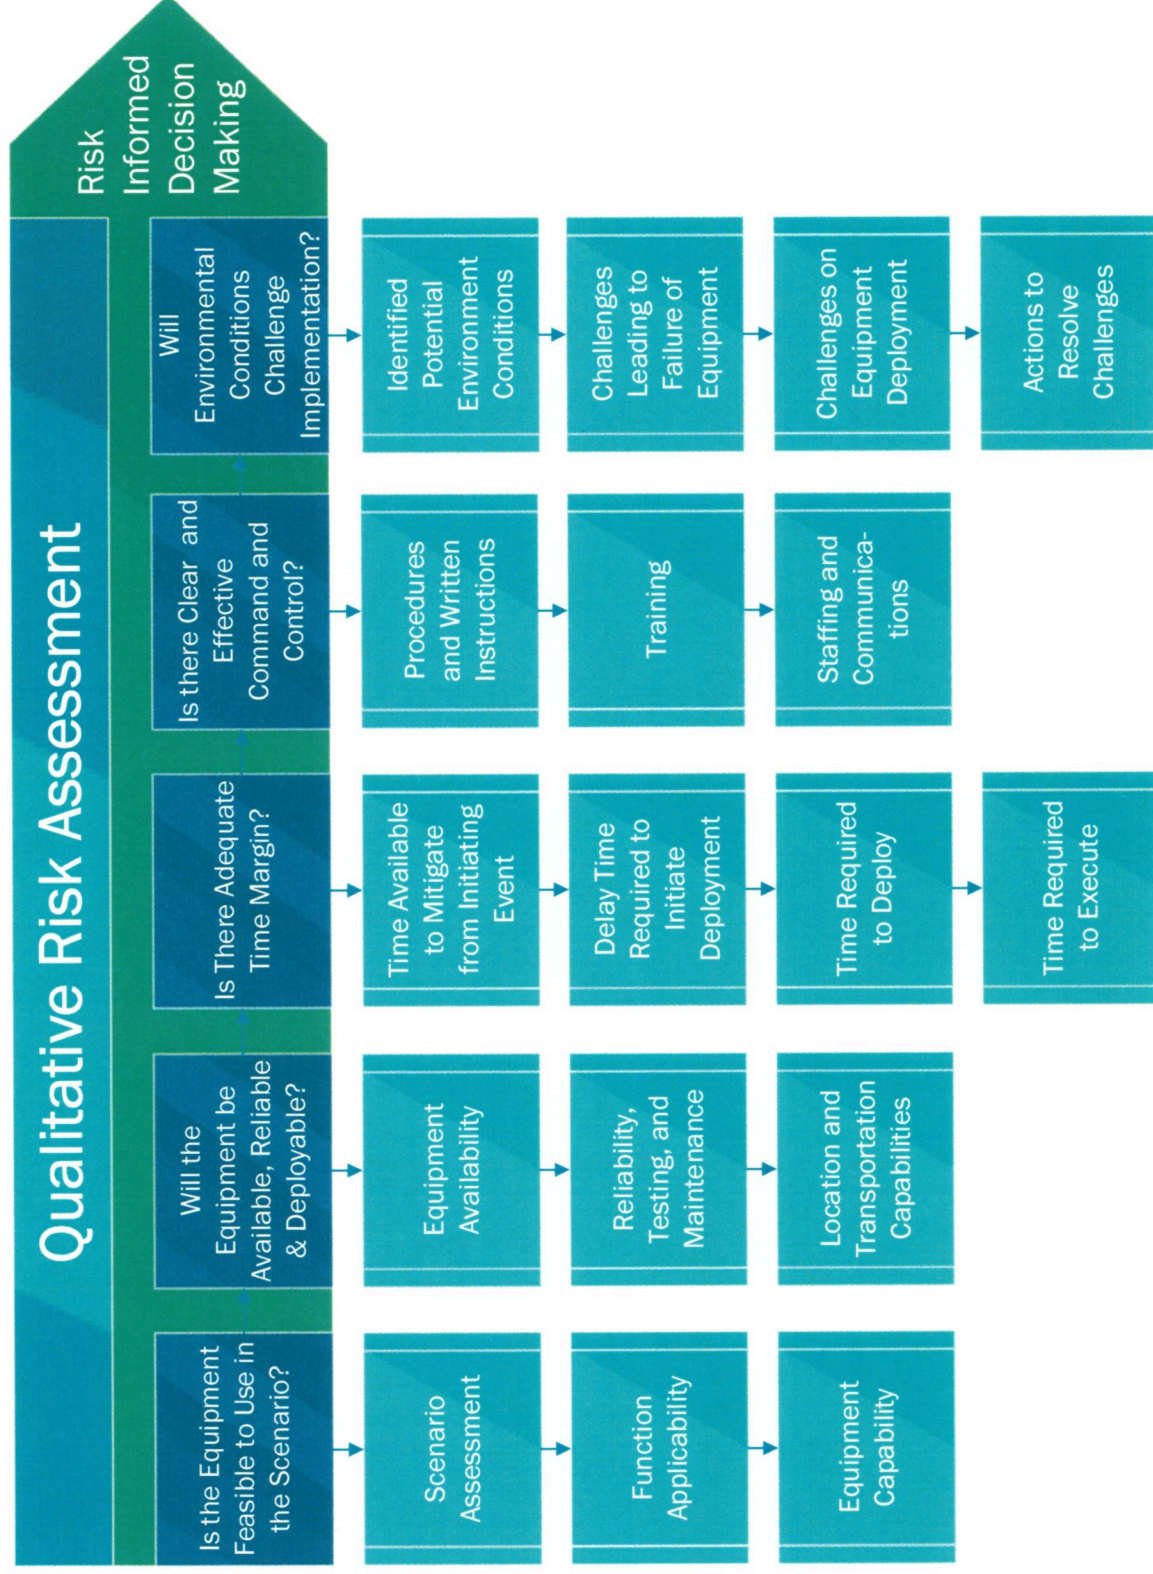 Qualitative Risk Assessment
Risk
Informed
Decision
Making
Is the Equipment
Feasible to Use in
the Scenario?
Scenario
Assessment
Function
Applicability
Equipment
Capability
Will the
Equipment be
Available, Reliable
& Deployable?
Equipment
Availability
Reliability,
Testing, and
Maintenance
Location and
Transportation
Capabilities
Is There Adequate
Time Margin?
Time Available
to Mitigate
from Initiating
Event
Delay Time
Required to
Initiate
Deployment
Time Required
to Deploy
Time Required
to Execute
Is there Clear and
Effective
Command and
Control?
Procedures
and Written
Instructions
Training
Staffing and
Communica-
tions
Will
Environmental
Conditions
Challenge
Implementation?
Identified
Potential
Environment
Conditions
Challenges
Leading to
Failure of
Equipment
Challenges on
Equipment
Deployment
Actions to
Resolve
Challenges